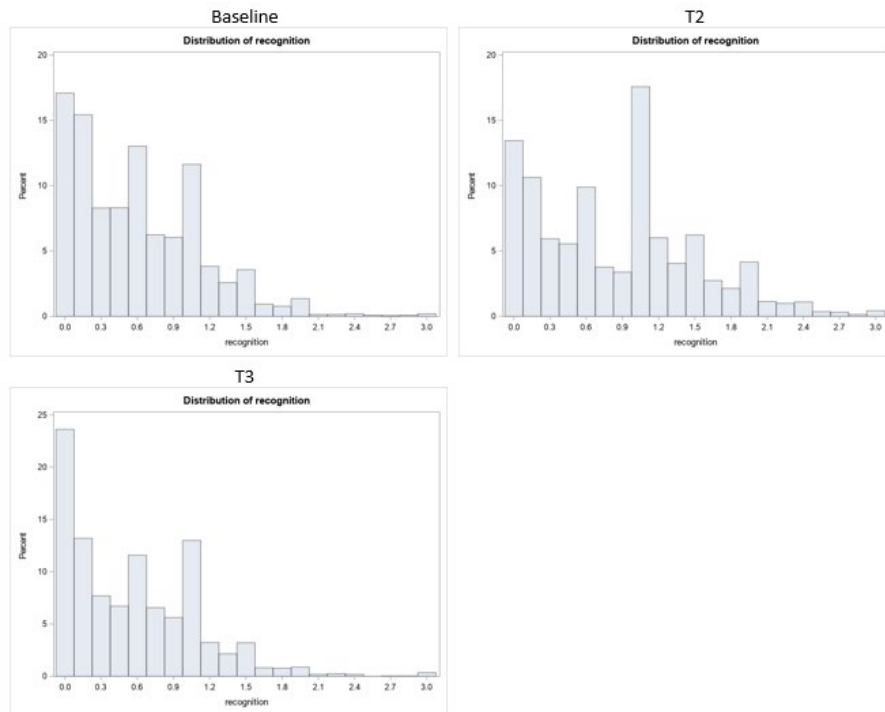 Baseline
Distribution of recognition
20
15
10
5
0
Percent
0.0 0.3 0.6 0.9 1.2 1.5 1.8 2.1 2.4 2.7 3.0
recognition
T2
Distribution of recognition
20
15
10
5
0
Percent
0.0 0.3 0.6 0.9 1.2 1.5 1.8 2.1 2.4 2.7 3.0
recognition
T3
Distribution of recognition
25
20
15
10
5
0
Percent
0.0 0.3 0.6 0.9 1.2 1.5 1.8 2.1 2.4 2.7 3.0
recognition